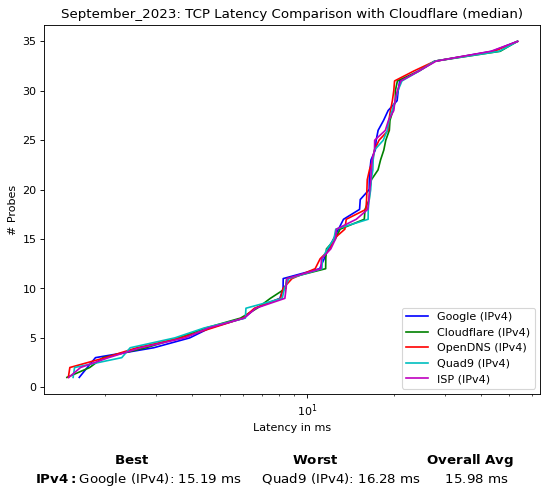 September_2023: TCP Latency Comparison with Cloudflare (median)
35
30
25
20
15
10
5
0
# Probes
Google (IPv4)
Cloudflare (IPv4)
OpenDNS (IPv4)
Quad9 (IPv4)
ISP (IPv4)
10¹
Latency in ms
Best Worst Overall Avg
IPv4: Google (IPv4): 15.19 ms Quad9 (IPv4): 16.28 ms 15.98 ms